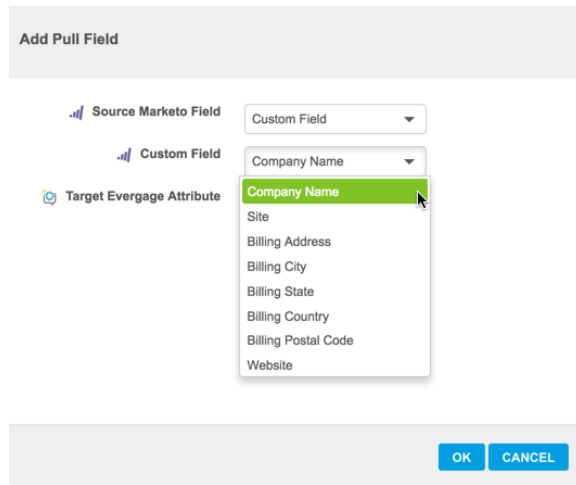 Add Pull Field
Source Marketo Field
Custom Field
Custom Field
Company Name
Target Evergage Attribute
Company Name
Site
Billing Address
Billing City
Billing State
Billing Country
Billing Postal Code
Website
OK
CANCEL